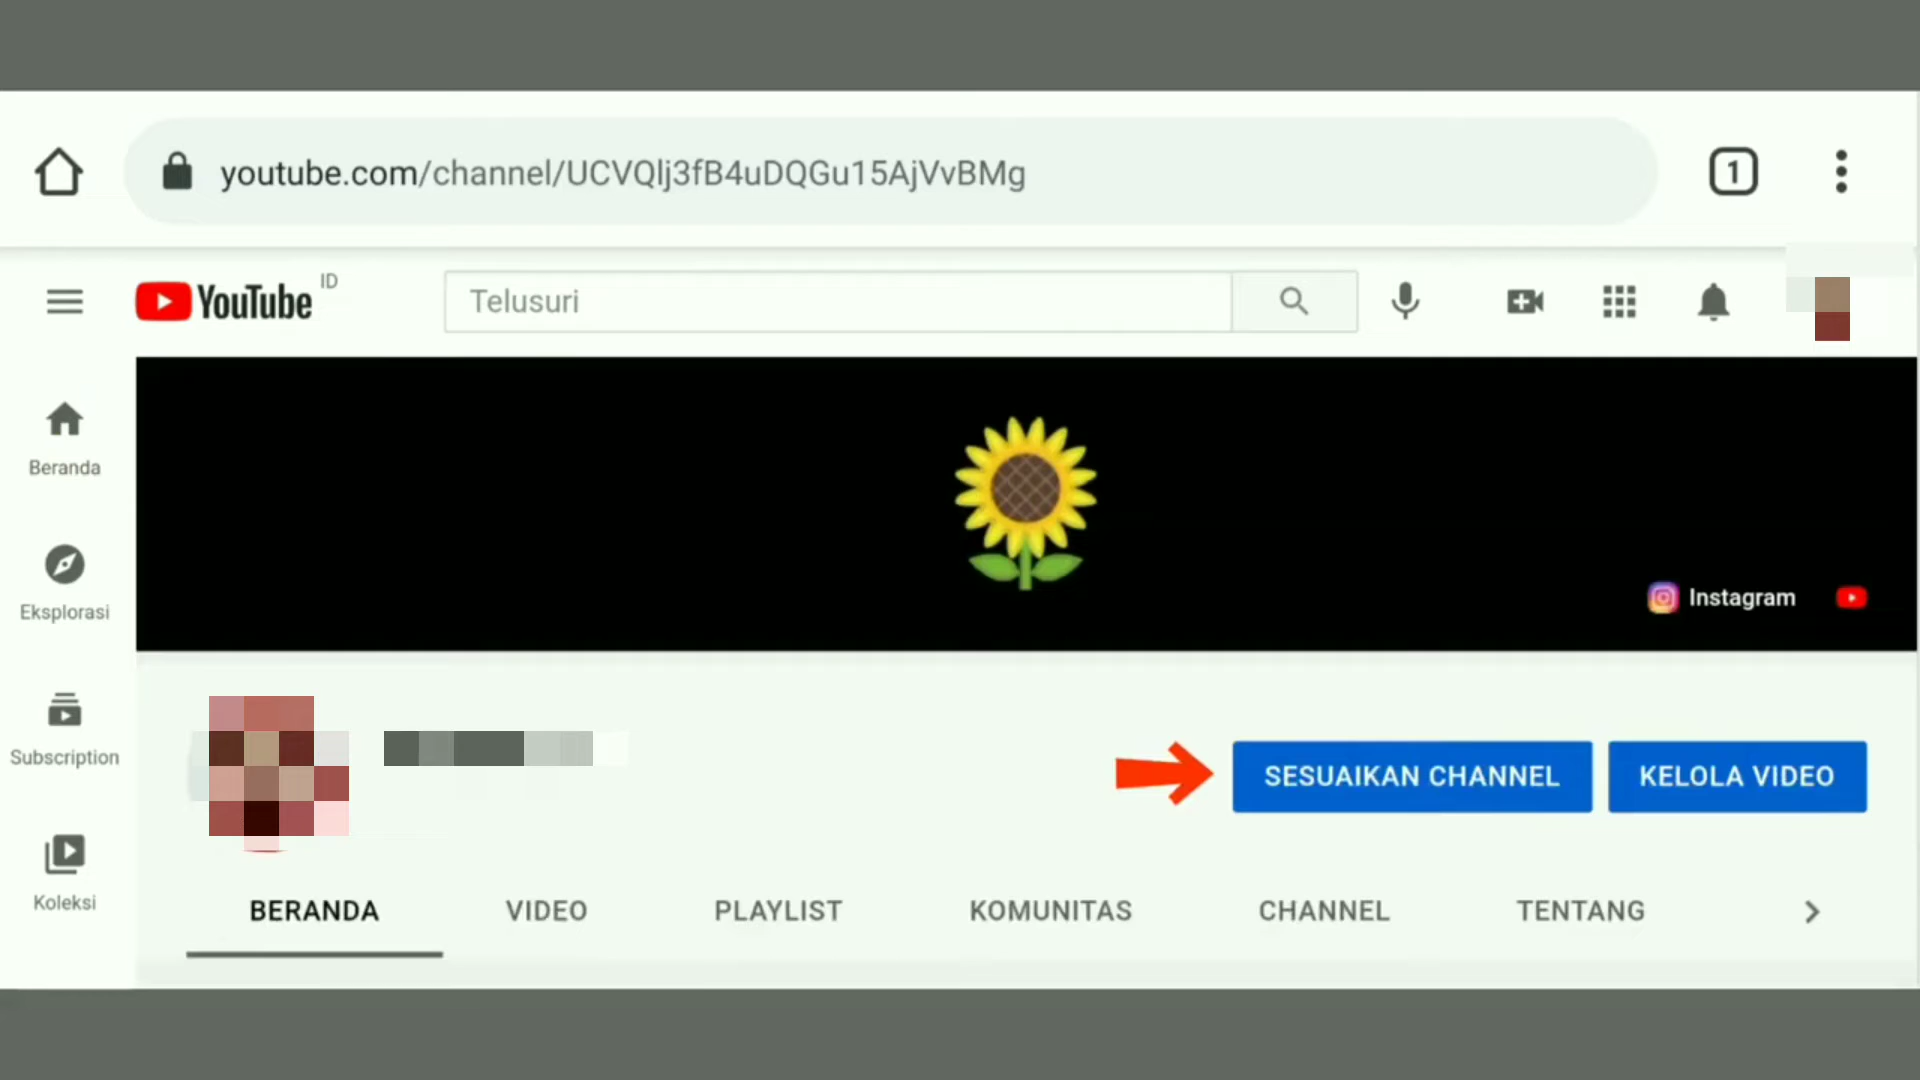 youtube.com/channel/UCVQlj3fB4uDQGu15AjVvBMg
1
YouTube ID
Telusuri
Beranda
Eksplorasi
Subscription
Koleksi
Instagram
SESUAIKAN CHANNEL
KELOLA VIDEO
BERANDA
VIDEO
PLAYLIST
KOMUNITAS
CHANNEL
TENTANG